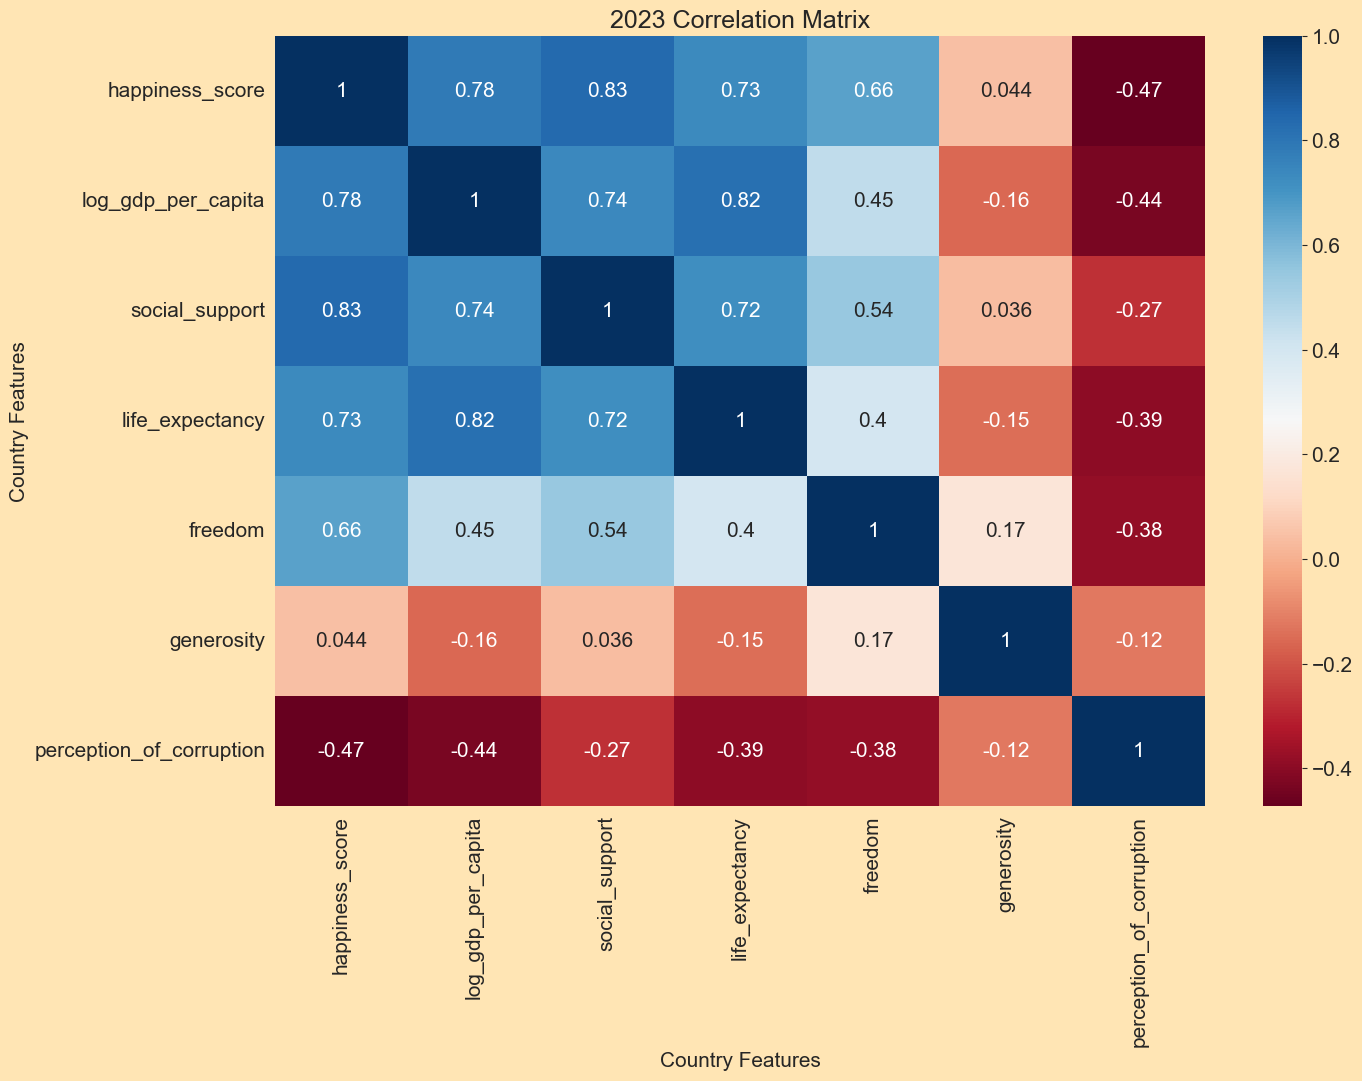 2023 Correlation Matrix
happiness_score 1 0.78 0.83 0.73 0.66 0.044 -0.47
log_gdp_per_capita 0.78 1 0.74 0.82 0.45 -0.16 -0.44
social_support 0.83 0.74 1 0.72 0.54 0.036 -0.27
life_expectancy 0.73 0.82 0.72 1 0.4 -0.15 -0.39
freedom 0.66 0.45 0.54 0.4 1 0.17 -0.38
generosity 0.044 -0.16 0.036 -0.15 0.17 1 -0.12
perception_of_corruption -0.47 -0.44 -0.27 -0.39 -0.38 -0.12 1
Country Features
happiness_score
log_gdp_per_capita
social_support
life_expectancy
freedom
generosity
perception_of_corruption
Country Features
1.0
0.8
0.6
0.4
0.2
0.0
−0.2
−0.4